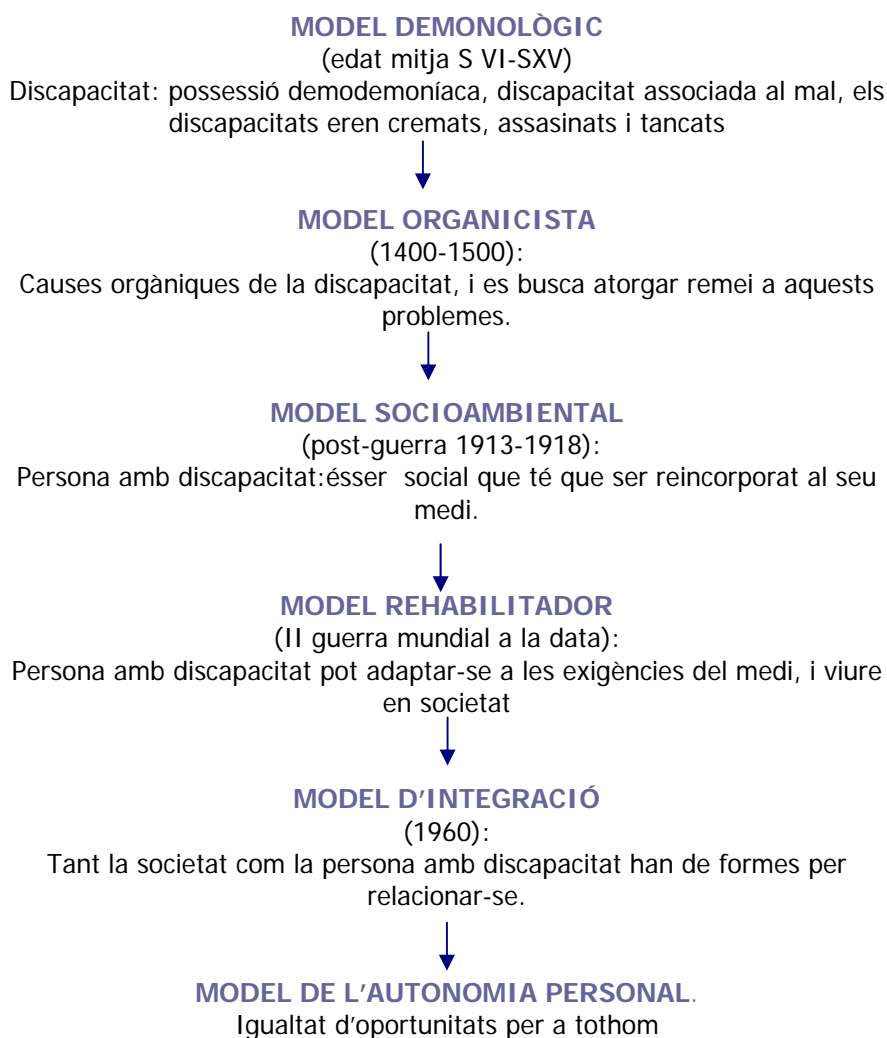 MODEL DEMONOLÒGIC
(edat mitja S VI-SXV)
Discapacitat: possessió demodemoníaca, discapacitat associada al mal, els
discapacitats eren cremats, assasinats i tancats
MODEL ORGANICISTA
(1400-1500):
Causes orgàniques de la discapacitat, i es busca atorgar remei a aquests
problemes.
MODEL SOCIOAMBIENTAL
(post-guerra 1913-1918):
Persona amb discapacitat:ésser social que té que ser reincorporat al seu
medi.
MODEL REHABILITADOR
(II guerra mundial a la data):
Persona amb discapacitat pot adaptar-se a les exigències del medi, i viure
en societat
MODEL D'INTEGRACIÓ
(1960):
Tant la societat com la persona amb discapacitat han de formes per
relacionar-se.
MODEL DE L'AUTONOMIA PERSONAL.
Igualtat d'oportunitats per a tothom